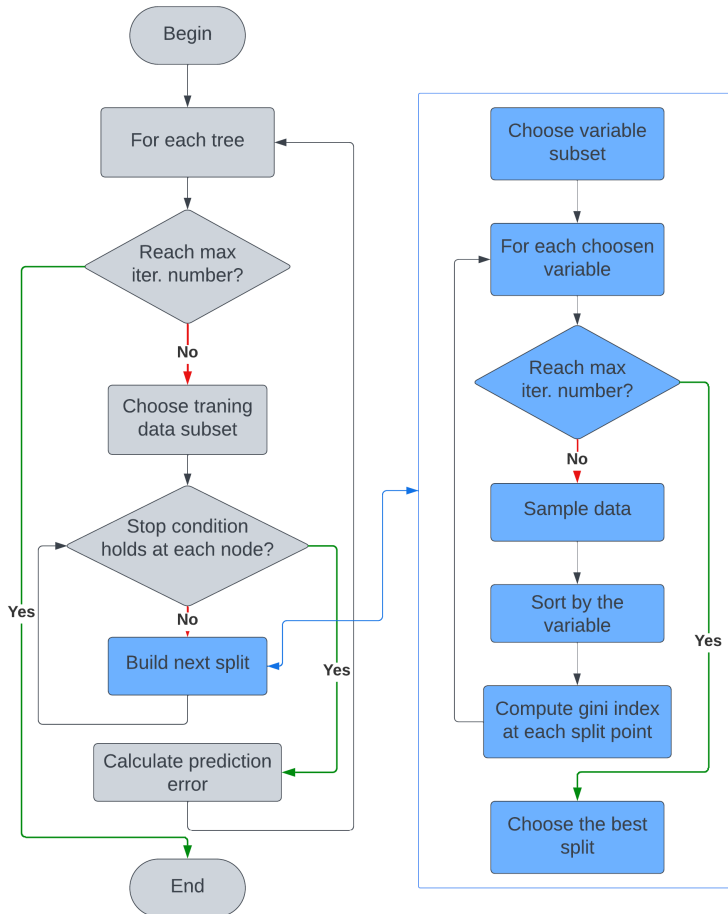 Begin
For each tree
Reach max
iter. number?
No
Choose traning
data subset
Stop condition
holds at each node?
Yes
No
Build next split
Yes
Calculate prediction
error
End
Choose variable
subset
For each choosen
variable
Reach max
iter. number?
No
Sample data
Sort by the
variable
Yes
Compute gini index
at each split point
Choose the best
split